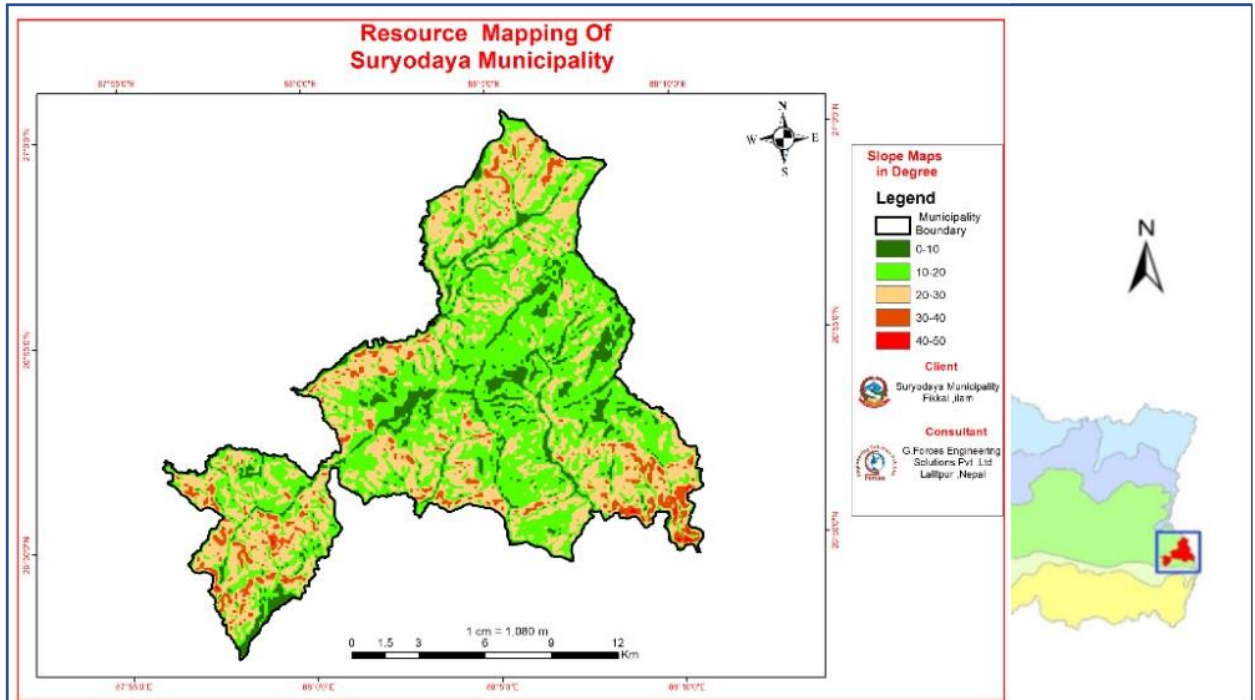 Resource Mapping Of
Suryodaya Municipality
N
W
E
S
Slope Maps
in Degree
Legend
Municipality
Boundary
0-10
10-20
20-30
30-40
40-50
Client
Suryodaya Municipality
Fikkal ,ilam
Consultant
G.Forces Engineering
Solutions Pvt .Ltd
Lalitpur ,Nepal
N
1 cm = 1,080 m
0 1.5 3 6 9 12
Km